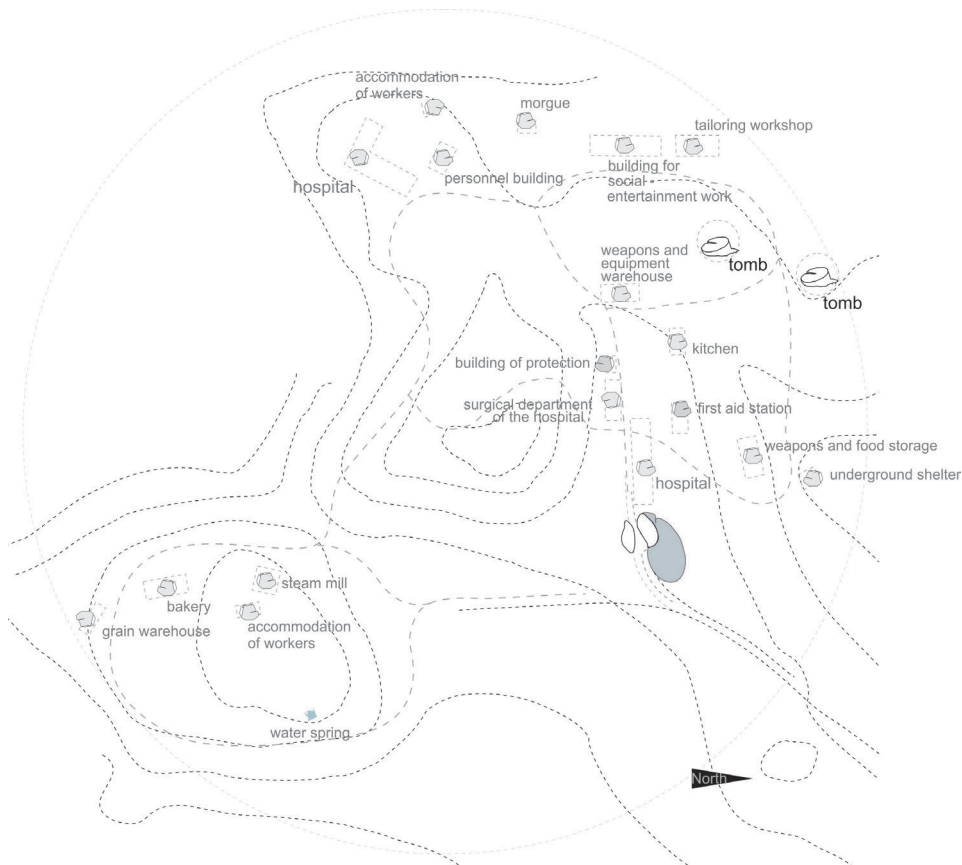 accommodation
of workers
morgue
tailoring workshop
hospital
personnel building
building for
social -
entertainment work
weapons and
equipment
warehouse
tomb
tomb
kitchen
building of protection
surgical department
of the hospital
first aid station
weapons and food storage
underground shelter
hospital
steam mill
bakery
grain warehouse
accommodation
of workers
water spring
North